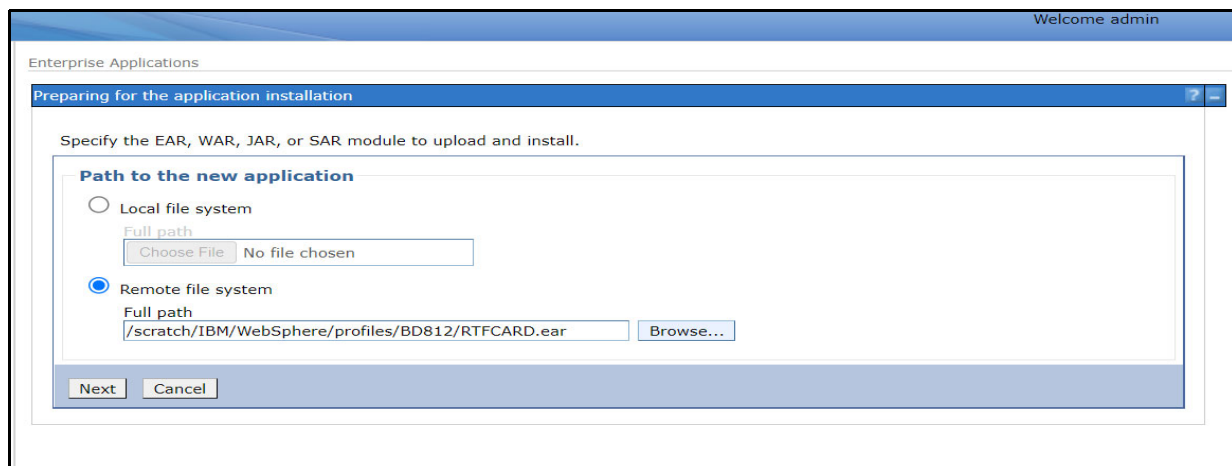 Welcome admin
Enterprise Applications
Preparing for the application installation
? –
Specify the EAR, WAR, JAR, or SAR module to upload and install.
Path to the new application
Local file system
Full path
Choose File No file chosen
Remote file system
Full path
/scratch/IBM/WebSphere/profiles/BD812/RTFCARD.ear Browse...
Next Cancel